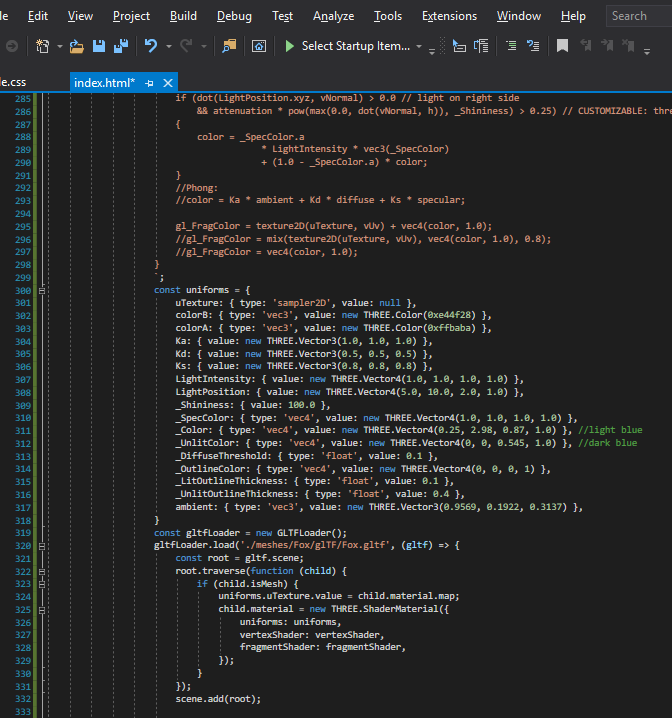 Edit View Project Build Debug Test Analyze Tools Extensions Window Help Search
Select Startup Item...
le.css index.html*
285 if (dot(LightPosition.xyz, vNormal) > 0.0 // light on right side
286 && attenuation * pow(max(0.0, dot(vNormal, h)), _Shininess) > 0.25) // CUSTOMIZABLE: thre
287 {
288 color = _SpecColor.a
289 * LightIntensity * vec3(_SpecColor)
290 + (1.0 - _SpecColor.a) * color;
291 }
292 //Phong:
293 //color = Ka * ambient + Kd * diffuse + Ks * specular;
294
295 gl_FragColor = texture2D(uTexture, vUv) + vec4(color, 1.0);
296 //gl_FragColor = mix(texture2D(uTexture, vUv), vec4(color, 1.0), 0.8);
297 //gl_FragColor = vec4(color, 1.0);
298 }
299 `;
300 const uniforms = {
301 uTexture: { type: 'sampler2D', value: null },
302 colorB: { type: 'vec3', value: new THREE.Color(0xe44f28) },
303 colorA: { type: 'vec3', value: new THREE.Color(0xffbaba) },
304 Ka: { value: new THREE.Vector3(1.0, 1.0, 1.0) },
305 Kd: { value: new THREE.Vector3(0.5, 0.5, 0.5) },
306 Ks: { value: new THREE.Vector3(0.8, 0.8, 0.8) },
307 LightIntensity: { value: new THREE.Vector4(1.0, 1.0, 1.0, 1.0) },
308 LightPosition: { value: new THREE.Vector4(5.0, 10.0, 2.0, 1.0) },
309 _Shininess: { value: 100.0 },
310 _SpecColor: { type: "vec4", value: new THREE.Vector4(1.0, 1.0, 1.0, 1.0) },
311 _Color: { type: "vec4", value: new THREE.Vector4(0.25, 2.98, 0.87, 1.0) }, //light blue
312 _UnlitColor: { type: 'vec4', value: new THREE.Vector4(0, 0, 0.545, 1.0) }, //dark blue
313 _DiffuseThreshold: { type: 'float', value: 0.1 },
314 _OutlineColor: { type: 'vec4', value: new THREE.Vector4(0, 0, 0, 1) },
315 _LitOutlineThickness: { type: 'float', value: 0.1 },
316 _UnlitOutlineThickness: { type: 'float', value: 0.4 },
317 ambient: { type: 'vec3', value: new THREE.Vector3(0.9569, 0.1922, 0.3137) },
318 }
319 const gltfLoader = new GLTFLoader();
320 gltfLoader.load('./meshes/Fox/glTF/Fox.gltf', (gltf) => {
321 const root = gltf.scene;
322 root.traverse(function (child) {
323 if (child.isMesh) {
324 uniforms.uTexture.value = child.material.map;
325 child.material = new THREE.ShaderMaterial({
326 uniforms: uniforms,
327 vertexShader: vertexShader,
328 fragmentShader: fragmentShader,
329 });
330 }
331 });
332 scene.add(root);
333